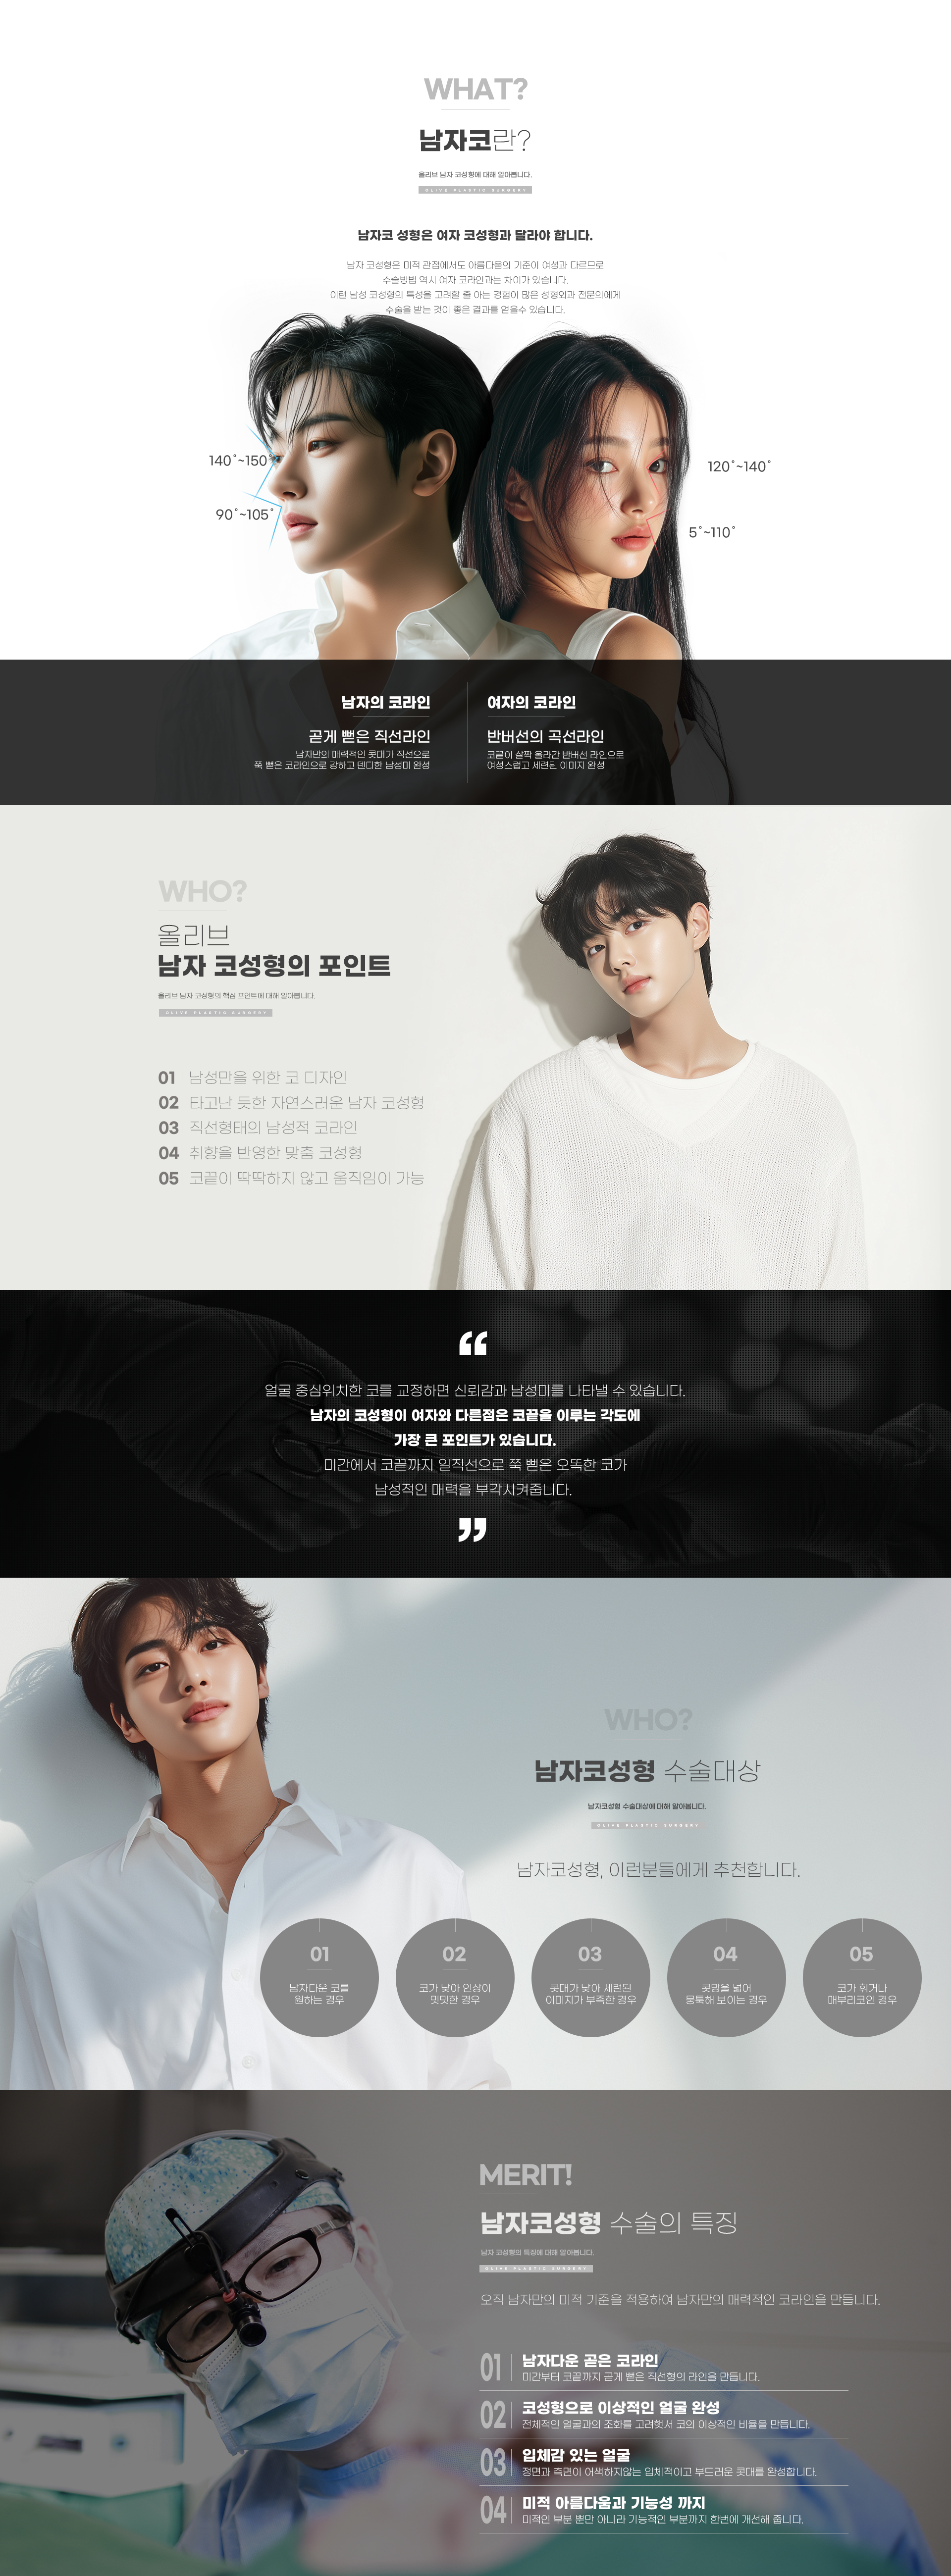 WHAT?
남자코란?
올리브 남자 코성형에 대해 알아봅니다.
OLIVE PLASTIC SURGERY
남자코 성형은 여자 코성형과 달라야 합니다.
남자 코성형은 미적 관점에서도 아름다움의 기준이 여성과 다르므로
수술방법 역시 여자 코라인과는 차이가 있습니다.
이런 남성 코성형의 특성을 고려할 줄 아는 경험이 많은 성형외과 전문의에게
수술을 받는 것이 좋은 결과를 얻을수 있습니다.
140˚~150˚
120˚~140˚
90˚~105˚
5˚~110˚
남자의 코라인
곧게 뻗은 직선라인
남자만의 매력적인 콧대가 직선으로
쭉 뻗은 코라인으로 강하고 댄디한 남성미 완성
여자의 코라인
반버선의 곡선라인
코끝이 살짝 올라간 반버선 라인으로
여성스럽고 세련된 이미지 완성
WHO?
올리브
남자 코성형의 포인트
올리브 남자 코성형의 핵심 포인트에 대해 알아봅니다.
OLIVE PLASTIC SURGERY
01 남성만을 위한 코 디자인
02 타고난 듯한 자연스러운 남자 코성형
03 직선형태의 남성적 코라인
04 취향을 반영한 맞춤 코성형
05 코끝이 딱딱하지 않고 움직임이 가능
“
얼굴 중심위치한 코를 교정하면 신뢰감과 남성미를 나타낼 수 있습니다.
남자의 코성형이 여자와 다른점은 코끝을 이루는 각도에
가장 큰 포인트가 있습니다.
미간에서 코끝까지 일직선으로 쭉 뻗은 오똑한 코가
남성적인 매력을 부각시켜줍니다.
”
WHO?
남자코성형 수술대상
남자코성형 수술대상에 대해 알아봅니다.
OLIVE PLASTIC SURGERY
남자코성형, 이런분들에게 추천합니다.
01
남자다운 코를
원하는 경우
02
코가 낮아 인상이
밋밋한 경우
03
콧대가 낮아 세련된
이미지가 부족한 경우
04
콧망울 넓어
뭉툭해 보이는 경우
05
코가 휘거나
매부리코인 경우
MERIT!
남자코성형 수술의 특징
남자 코성형의 특징에 대해 알아봅니다.
OLIVE PLASTIC SURGERY
오직 남자만의 미적 기준을 적용하여 남자만의 매력적인 코라인을 만듭니다.
01 남자다운 곧은 코라인
미간부터 코끝까지 곧게 뻗은 직선형의 라인을 만듭니다.
02 코성형으로 이상적인 얼굴 완성
전체적인 얼굴과의 조화를 고려햇서 코의 이상적인 비율을 만듭니다.
03 입체감 있는 얼굴
정면과 측면이 어색하지않는 입체적이고 부드러운 콧대를 완성합니다.
04 미적 아름다움과 기능성 까지
미적인 부분 뿐만 아니라 기능적인 부분까지 한번에 개선해 줍니다.